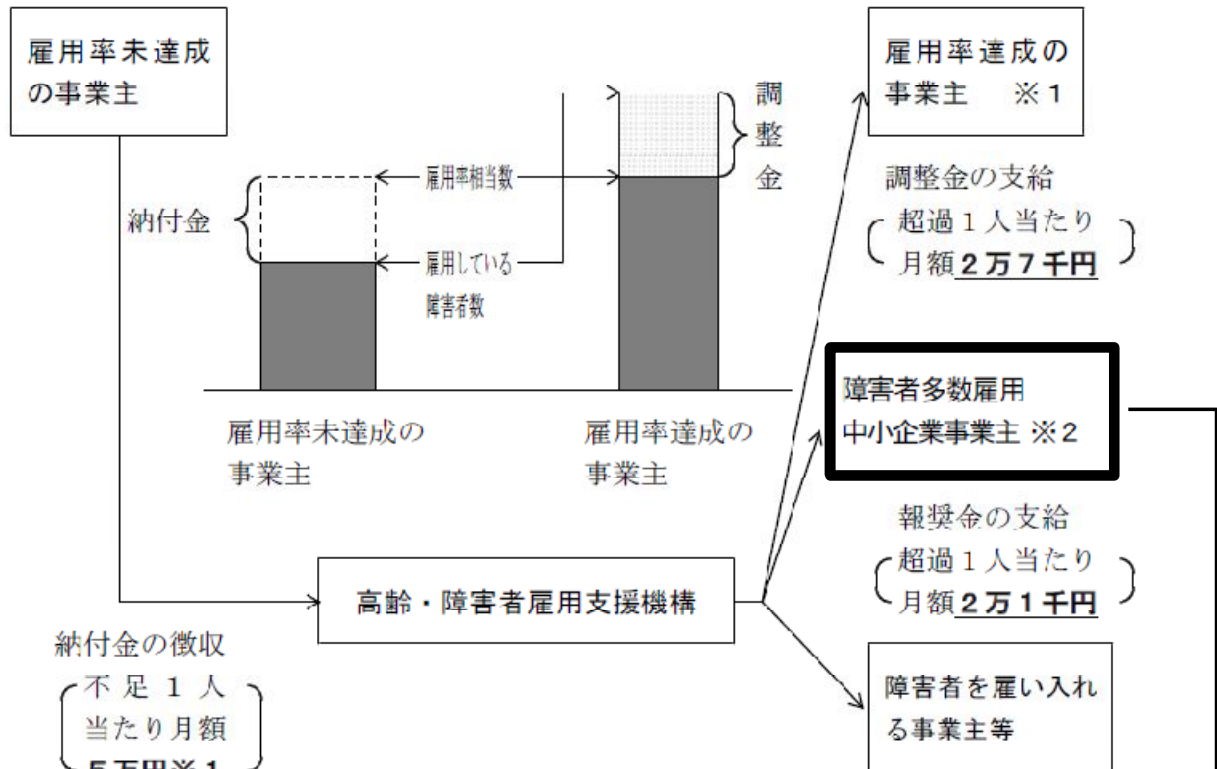 雇用率未達成
の事業主
雇用率達成の
事業主 ※1
調
整
金
雇用率相当数
納付金
雇用している
障害者数
調整金の支給
超過1人当たり
月額2万7千円
雇用率未達成の
事業主
雇用率達成の
事業主
障害者多数雇用
中小企業事業主 ※2
報奨金の支給
超過1人当たり
月額2万1千円
高齢・障害者雇用支援機構
納付金の徴収
不足1人
当たり月額
5万円※1
障害者を雇い入れ
る事業主等